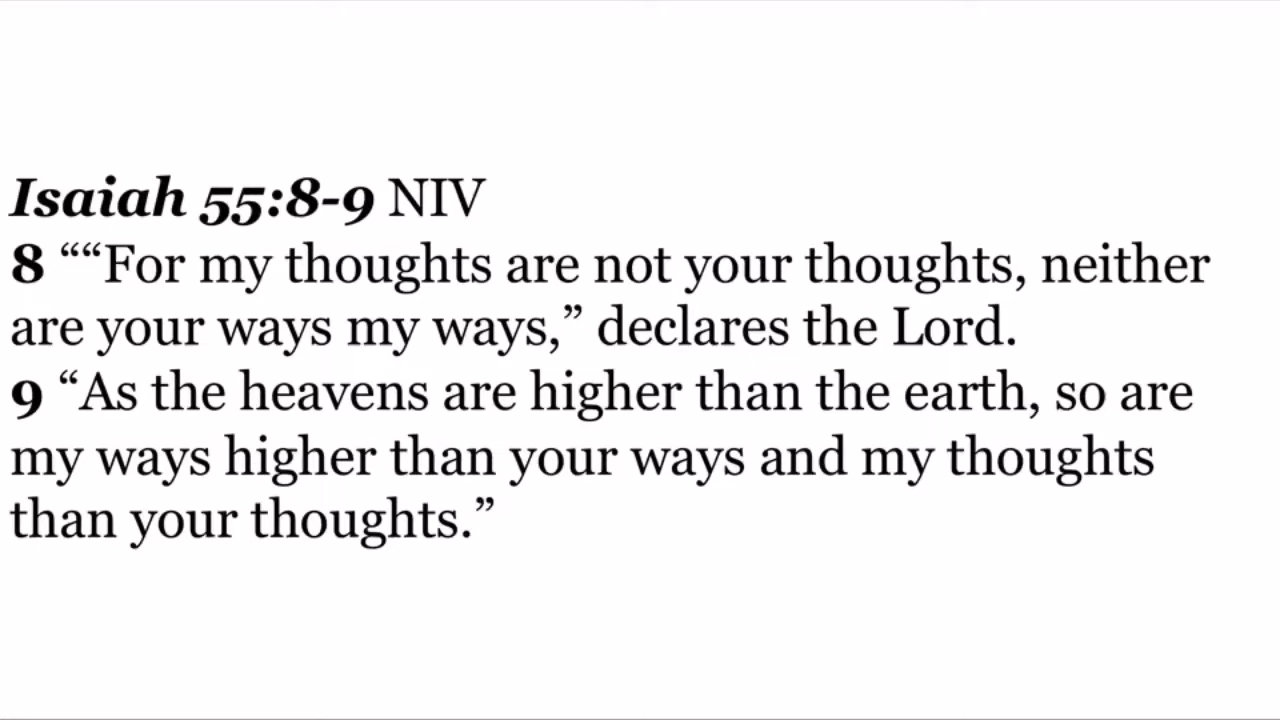 Isaiah 55:8-9 NIV
8 ““For my thoughts are not your thoughts, neither
are your ways my ways,” declares the Lord.
9 “As the heavens are higher than the earth, so are
my ways higher than your ways and my thoughts
than your thoughts.”